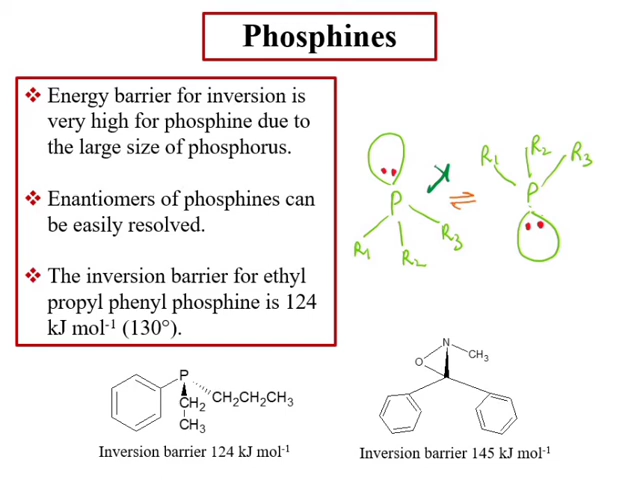 Phosphines
❖ Energy barrier for inversion is
very high for phosphine due to
the large size of phosphorus.
❖ Enantiomers of phosphines can
be easily resolved.
❖ The inversion barrier for ethyl
propyl phenyl phosphine is 124
kJ mol⁻¹ (130°).
P
R₁
R₂
R₃
R₁
R₂
R₃
P
P
CH₂
CH₂CH₂CH₃
CH₃
Inversion barrier 124 kJ mol⁻¹
N
O
CH₃
Inversion barrier 145 kJ mol⁻¹